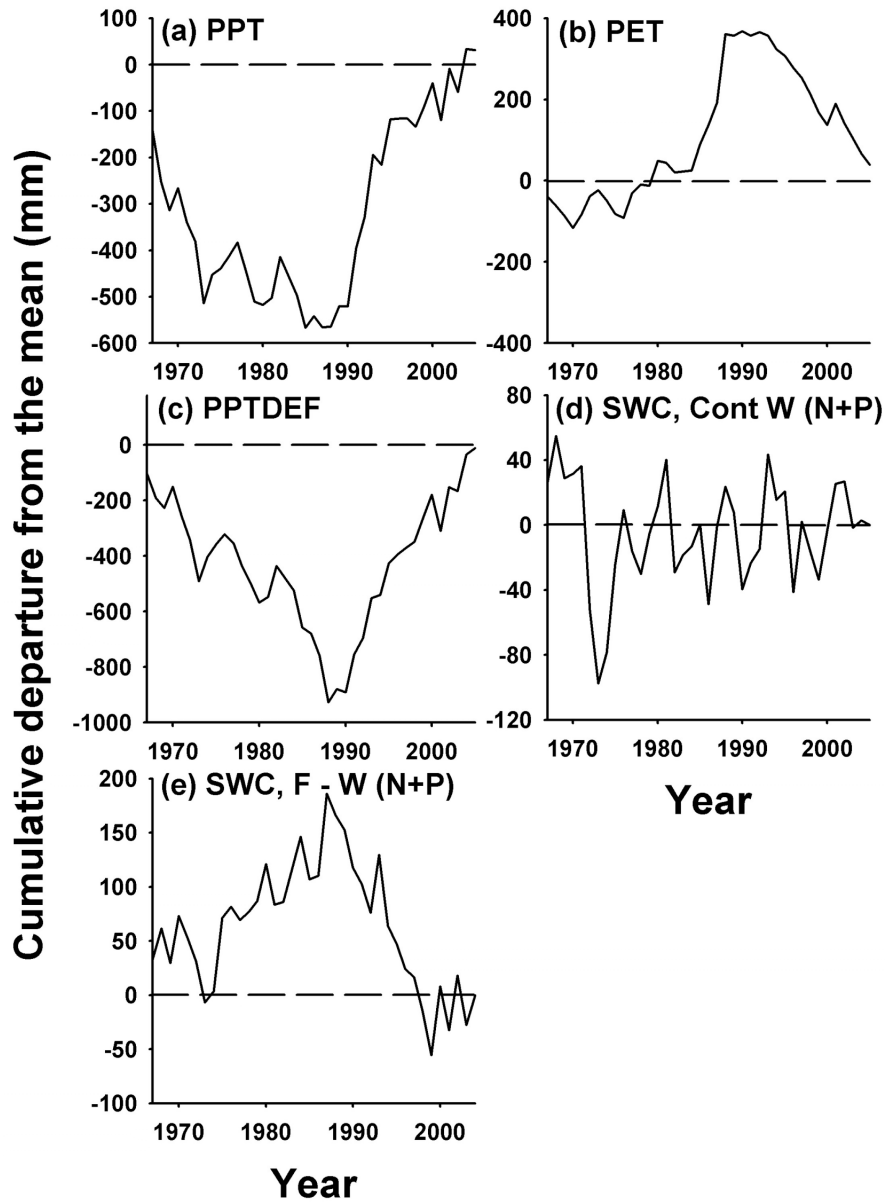 Cumulative departure from the mean (mm)
(a) PPT
100
0
-100
-200
-300
-400
-500
-600
1970 1980 1990 2000
(b) PET
400
200
0
-200
-400
1970 1980 1990 2000
(c) PPTDEF
0
-200
-400
-600
-800
-1000
1970 1980 1990 2000
(d) SWC, Cont W (N+P)
80
40
0
-40
-80
-120
1970 1980 1990 2000
Year
(e) SWC, F - W (N+P)
200
150
100
50
0
-50
-100
1970 1980 1990 2000
Year